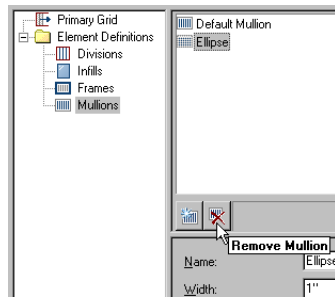 Primary Grid
Element Definitions
Divisions
Infills
Frames
Mullions
Default Mullion
Ellipse
Remove Mullion
Name:
Ellipse
Width:
1"